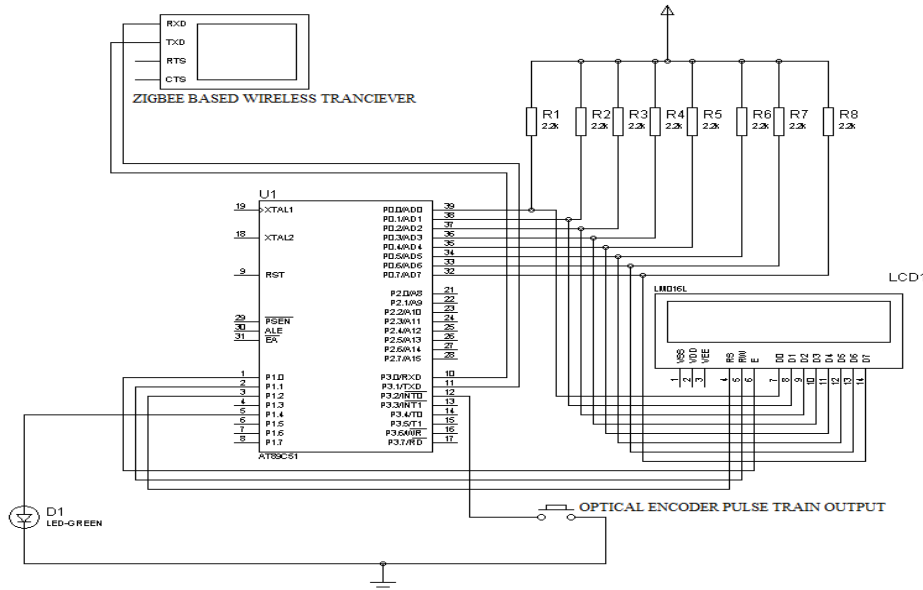 RXD
TXD
RTS
CTS
ZIGBEE BASED WIRELESS TRANCIEVER
R1
2.2k
R2
2.2k
R3
2.2k
R4
2.2k
R5
2.2k
R6
2.2k
R7
2.2k
R8
2.2k
U1
19 XTAL1
18 XTAL2
9 RST
29 PSEN
30 ALE
31 EA
1 P1.0
2 P1.1
3 P1.2
4 P1.3
5 P1.4
6 P1.5
7 P1.6
8 P1.7
P0.0/AD0 39
P0.1/AD1 38
P0.2/AD2 37
P0.3/AD3 36
P0.4/AD4 35
P0.5/AD5 34
P0.6/AD6 33
P0.7/AD7 32
P2.0/A8 21
P2.1/A9 22
P2.2/A10 23
P2.3/A11 24
P2.4/A12 25
P2.5/A13 26
P2.6/A14 27
P2.7/A15 28
P3.0/RXD 10
P3.1/TXD 11
P3.2/INT0 12
P3.3/INT1 13
P3.4/T0 14
P3.5/T1 15
P3.6/WR 16
P3.7/RD 17
AT89C51
LCD1
LM016L
VSS VDD VEE RS RW E D0 D1 D2 D3 D4 D5 D6 D7
1 2 3 4 5 6 7 8 9 10 11 12 13 14
D1
LED-GREEN
OPTICAL ENCODER PULSE TRAIN OUTPUT